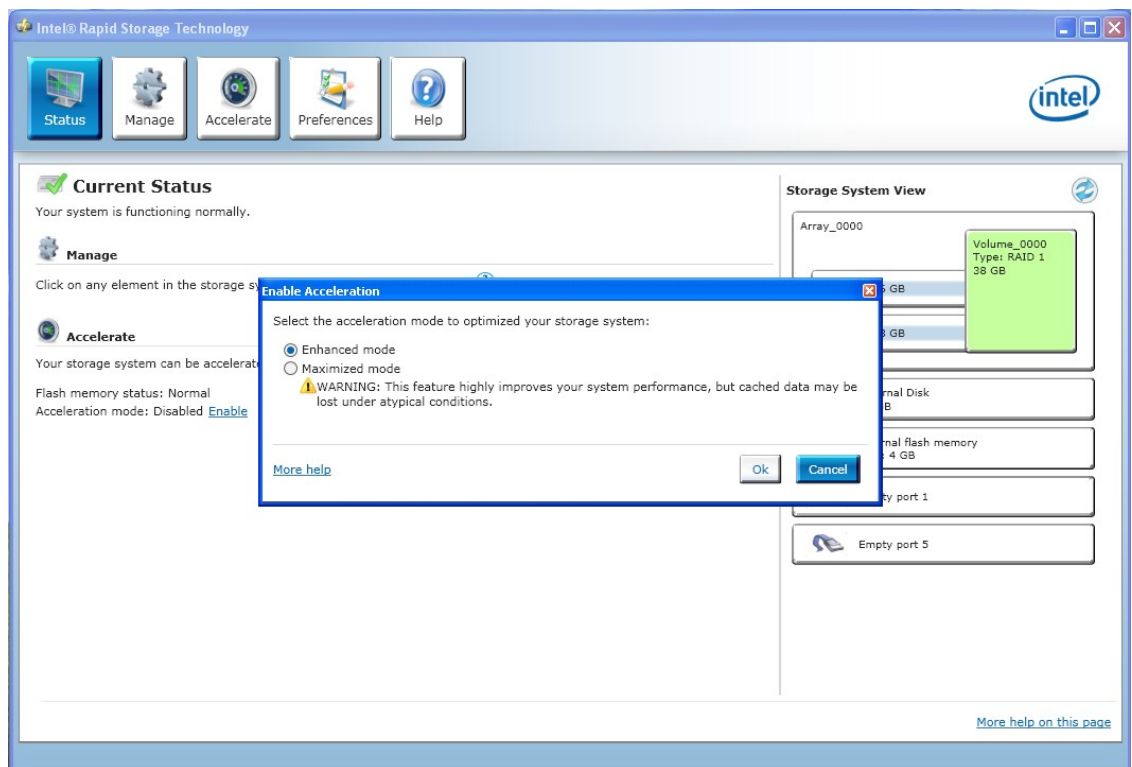 Intel® Rapid Storage Technology
Status
Manage
Accelerate
Preferences
Help
intel
Current Status
Your system is functioning normally.
Manage
Click on any element in the storage
Accelerate
Your storage system can be
Flash memory status: Normal
Acceleration mode: Disabled Enable
Enable Acceleration
Select the acceleration mode to optimized your storage system:
Enhanced mode
Maximized mode
WARNING: This feature highly improves your system performance, but cached data may be
lost under atypical conditions.
More help
Ok
Cancel
Storage System View
Array_0000
Volume_0000
Type: RAID 1
38 GB
GB
GB
Disk
flash memory
4 GB
port 1
Empty port 5
More help on this page